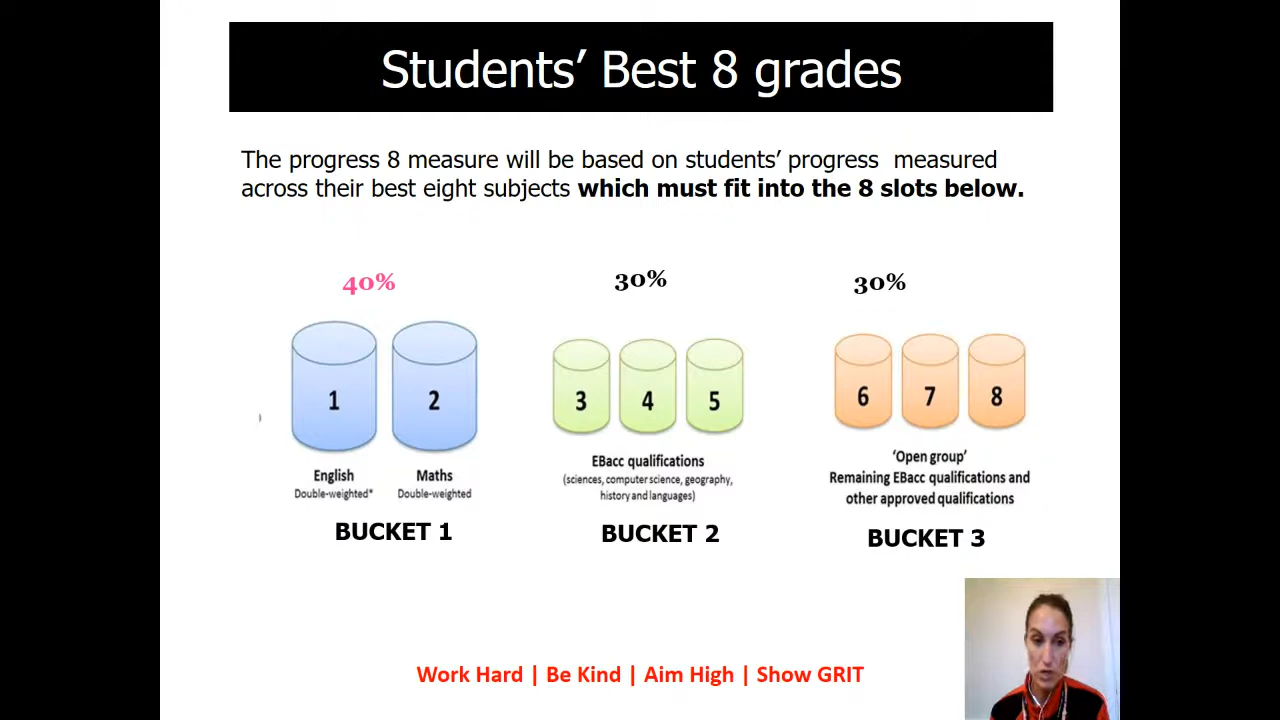 Students’ Best 8 grades
The progress 8 measure will be based on students’ progress measured
across their best eight subjects which must fit into the 8 slots below.
40%
30%
30%
1
2
3
4
5
6
7
8
English
Double-weighted*
Maths
Double-weighted
BUCKET 1
EBacc qualifications
(sciences, computer science, geography,
history and languages)
BUCKET 2
‘Open group’
Remaining EBacc qualifications and
other approved qualifications
BUCKET 3
Work Hard | Be Kind | Aim High | Show GRIT